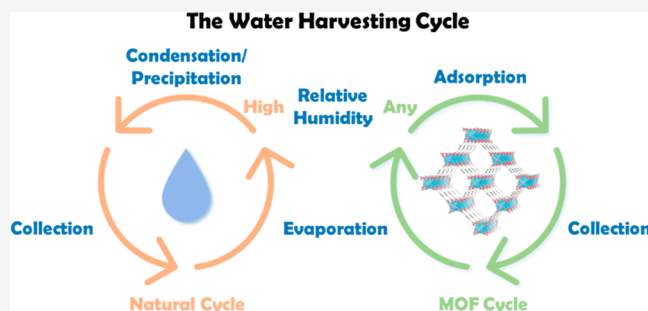 The Water Harvesting Cycle
Condensation/
Precipitation
High
Relative
Humidity
Any
Adsorption
Collection
Evaporation
Collection
Natural Cycle
MOF Cycle